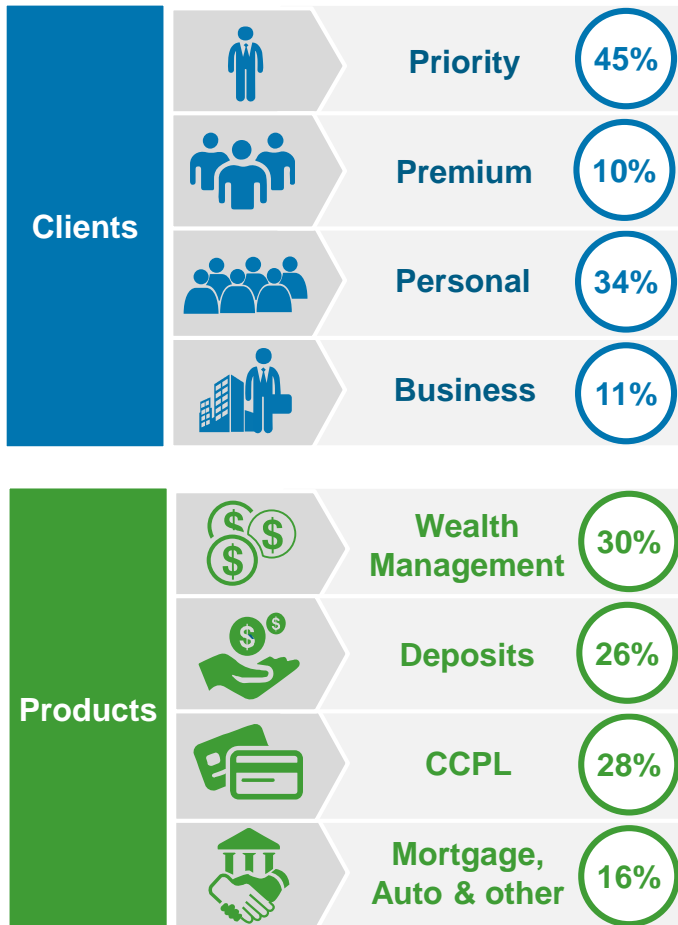 Clients
Priority
45%
Premium
10%
Personal
34%
Business
11%
Products
Wealth
Management
30%
Deposits
26%
CCPL
28%
Mortgage,
Auto & other
16%
$
$
$
$
$